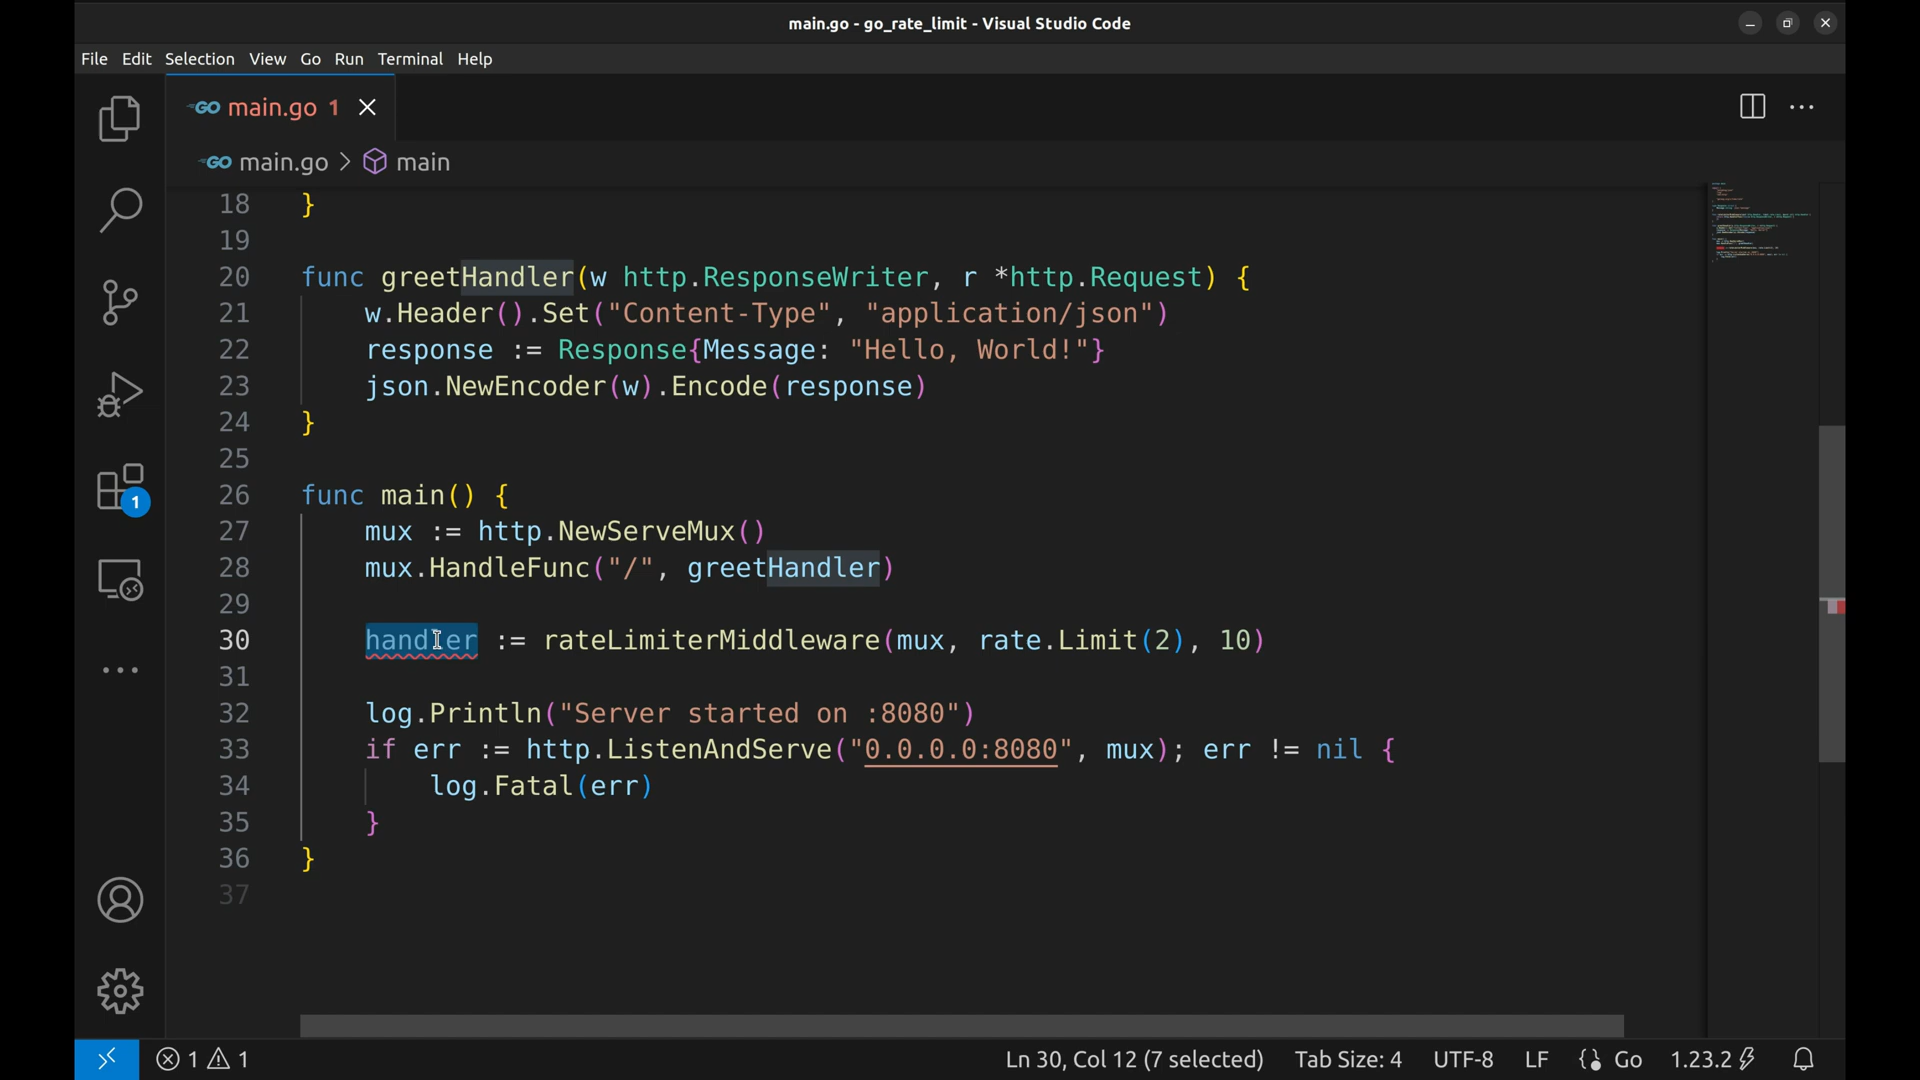 main.go - go_rate_limit - Visual Studio Code
File Edit Selection View Go Run Terminal Help
GO main.go 1
GO main.go > main
18 }
19
20 func greetHandler(w http.ResponseWriter, r *http.Request) {
21 w.Header().Set("Content-Type", "application/json")
22 response := Response{Message: "Hello, World!"}
23 json.NewEncoder(w).Encode(response)
24 }
25
26 func main() {
27 mux := http.NewServeMux()
28 mux.HandleFunc("/", greetHandler)
29
30 handler := rateLimiterMiddleware(mux, rate.Limit(2), 10)
31
32 log.Println("Server started on :8080")
33 if err := http.ListenAndServe("0.0.0.0:8080", mux); err != nil {
34 log.Fatal(err)
35 }
36 }
37
1
1 1 Ln 30, Col 12 (7 selected) Tab Size: 4 UTF-8 LF Go 1.23.2